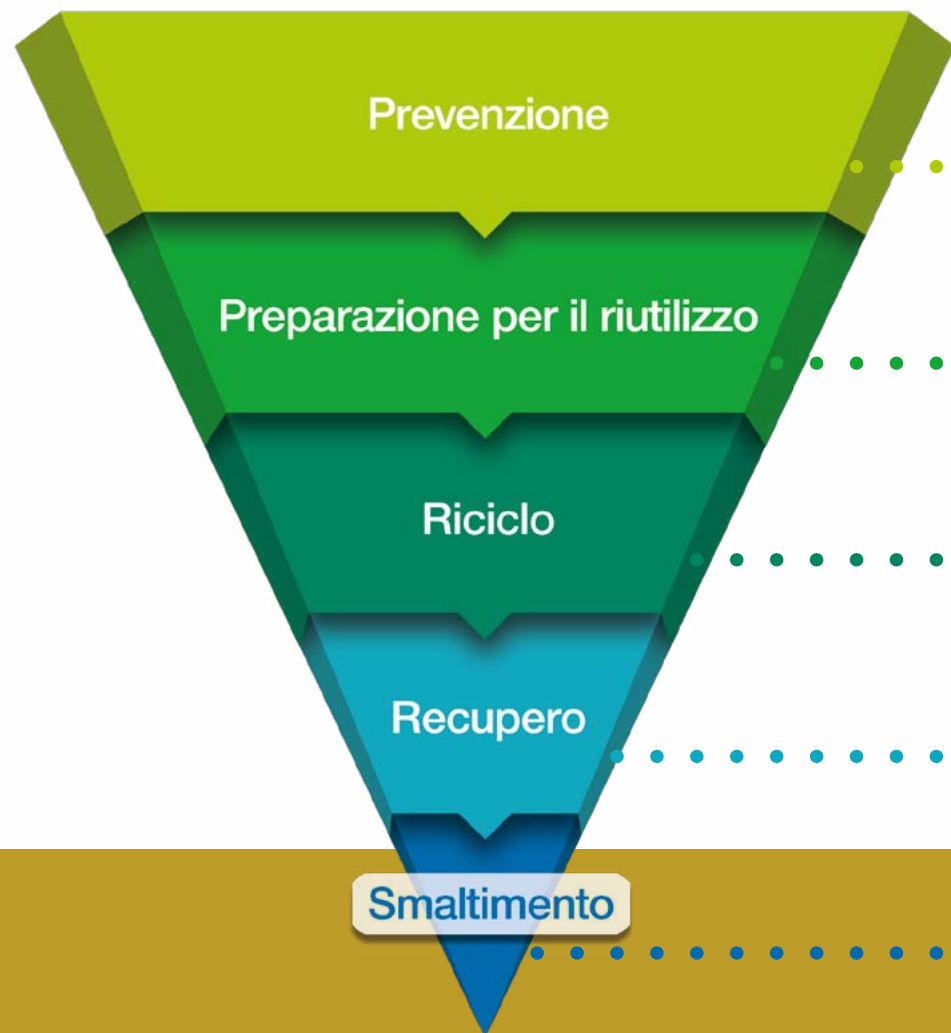 Prevenzione
Preparazione per il riutilizzo
Riciclo
Recupero
Smaltimento